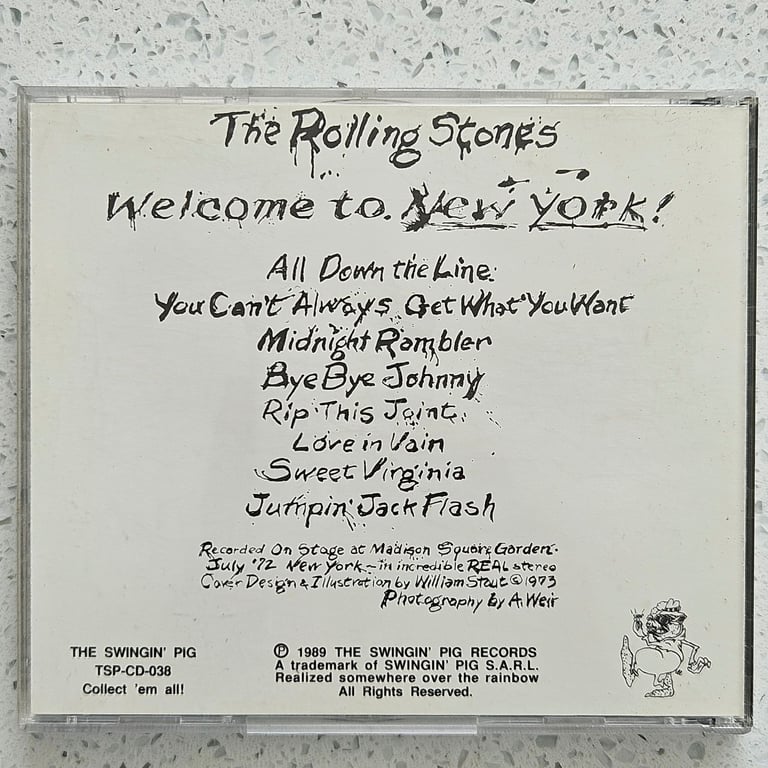 The Rolling Stones
Welcome to New York!
All Down the Line
You Can't Always Get What You Want
Midnight Rambler
Bye Bye Johnny
Rip This Joint
Love in Vain
Sweet Virginia
Jumpin' Jack Flash
Recorded On Stage at Madison Square Garden.
July '72 New York - in incredible REAL stereo
Cover Design & Illustration by William Stout © 1973
Photography by A. Weir
THE SWINGIN' PIG
TSP-CD-038
Collect 'em all!
℗ 1989 THE SWINGIN' PIG RECORDS
A trademark of SWINGIN' PIG S.A.R.L.
Realized somewhere over the rainbow
All Rights Reserved.